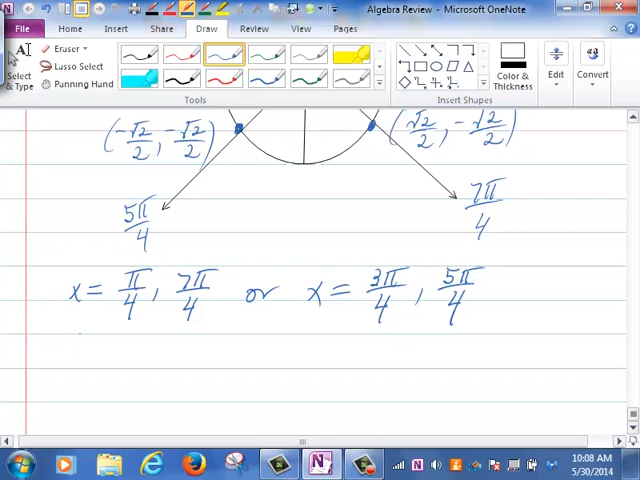 Algebra Review - Microsoft OneNote
File Home Insert Share Draw Review View
Select & Type
Eraser
Lasso Select
Panning Hand
Tools
Insert Shapes
Color & Thickness
Edit
Convert
(-√2/2, -√2/2) (√2/2, -√2/2)
5π/4 7π/4
x = π/4, 7π/4 or x = 3π/4, 5π/4
10:08 AM
5/30/2014